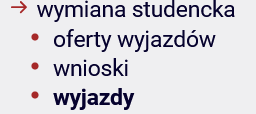 → wymiana studencka
• oferty wyjazdów
• wnioski
• wyjazdy